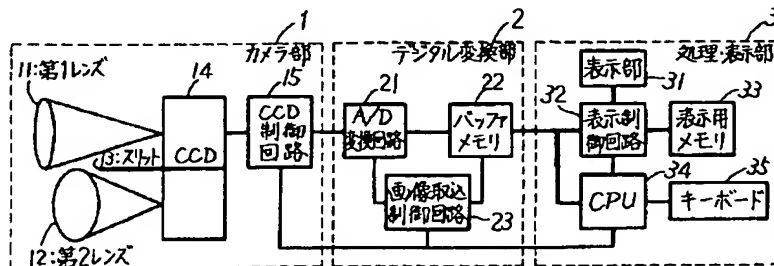 1
カメラ部
2
デジタル変換部
3
処理・表示部
11:第1レンズ
14
CCD
13:スリット
12:第2レンズ
15
CCD
制御
回路
21
A/D
変換回路
22
バッファ
メモリ
画像取込
制御回路
23
表示部
31
32
表示制
御回路
33
表示用
メモリ
34
CPU
35
キーボード